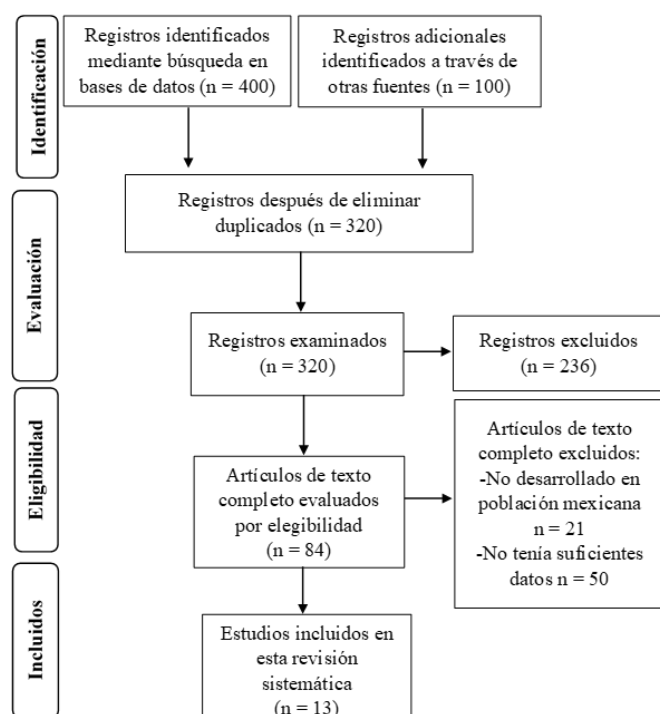 Identificación
Registros identificados
mediante búsqueda en
bases de datos (n = 400)
Registros adicionales
identificados a través de
otras fuentes (n = 100)
Evaluación
Registros después de eliminar
duplicados (n = 320)
Registros examinados
(n = 320)
Registros excluidos
(n = 236)
Eligibilidad
Artículos de texto
completo evaluados
por elegibilidad
(n = 84)
Artículos de texto
completo excluidos:
-No desarrollado en
población mexicana
n = 21
-No tenía suficientes
datos n = 50
Incluidos
Estudios incluidos en
esta revisión
sistemática
(n = 13)